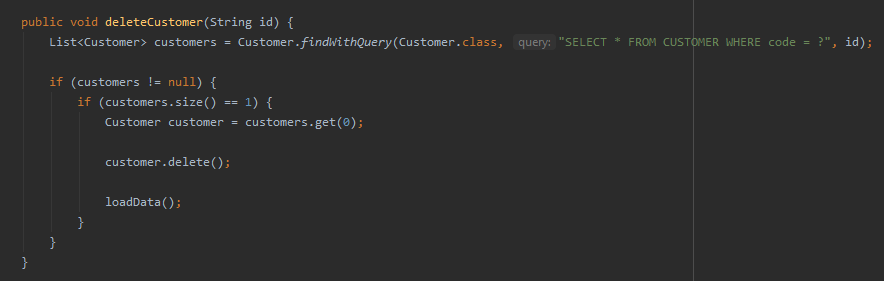 public void deleteCustomer(String id) {
List<Customer> customers = Customer.findWithQuery(Customer.class, query: "SELECT * FROM CUSTOMER WHERE code = ?", id);
if (customers != null) {
if (customers.size() == 1) {
Customer customer = customers.get(0);
customer.delete();
loadData();
}
}
}